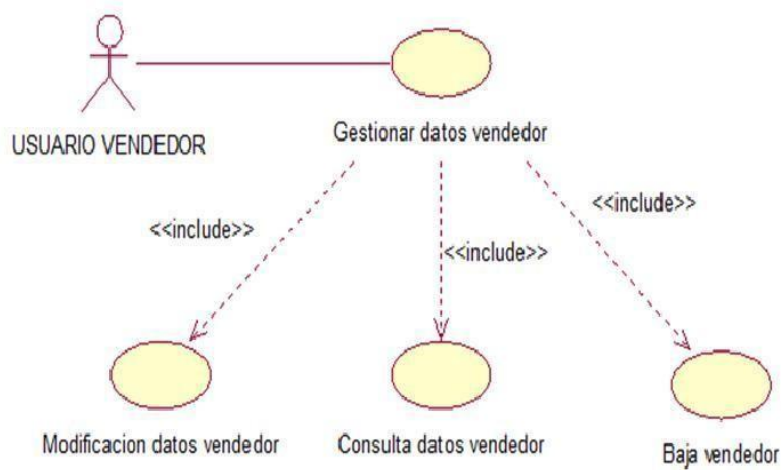 USUARIO VENDEDOR
Gestionar datos vendedor
<<include>>
<<include>>
<<include>>
Modificacion datos vendedor
Consulta datos vendedor
Baja vendedor